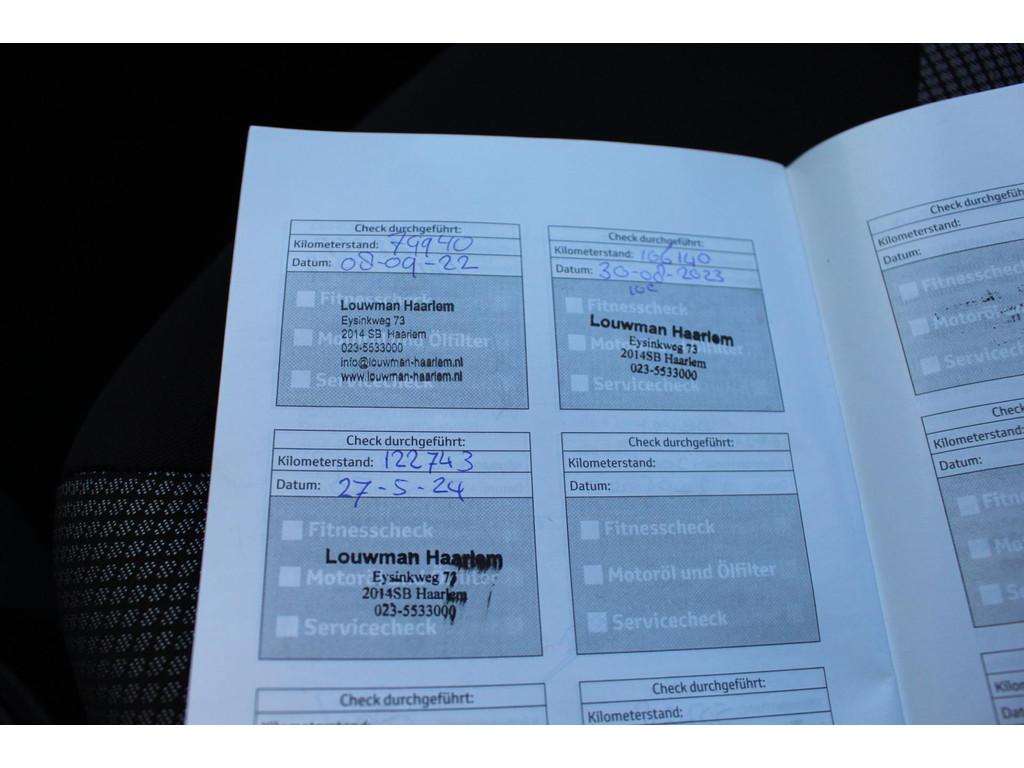 Check durchgeführt:
Kilometerstand: 79940
Datum: 08-09-22
Fitnesscheck
Louwman Haarlem
Eysinkweg 73
2014 SB Haarlem
Motoröl und Ölfilter
023-5533000
info@louwman-haarlem.nl
Servicecheck
www.louwman-haarlem.nl
Check durchgeführt:
Kilometerstand: 106140
Datum: 30-08-2023
Fitnesscheck
Louwman Haarlem
Eysinkweg 73
2014SB Haarlem
023-5533000
Servicecheck
Check durchgeführt:
Kilometerstand: 122743
Datum: 27-5-24
Fitnesscheck
Louwman Haarlem
Eysinkweg 73
Motoröl und Ölfilter
2014SB Haarlem
023-5533000
Servicecheck
Check durchgeführt:
Kilometerstand:
Datum:
Fitnesscheck
Motoröl und Ölfilter
Servicecheck
Check durchgeführt:
Kilometerstand:
Check durchgeführt:
Kilometerstand:
Check durchgeführt:
Kilometerstand:
Datum:
Fitnesscheck
Motoröl
Servicecheck
Check
Kilometerstand:
Datum: